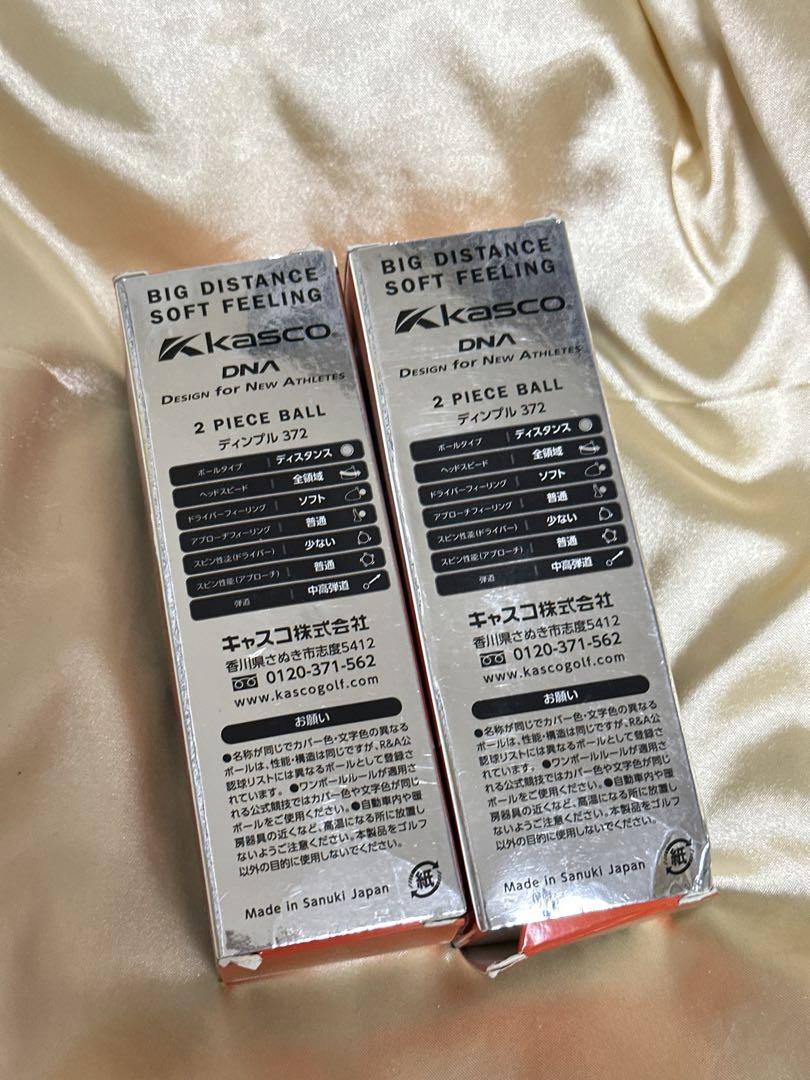 BIG DISTANCE
SOFT FEELING
Kasco
DNA
DESIGN for NEW ATHLETES
2 PIECE BALL
ディンプル 372
ボールタイプ ディスタンス
ヘッドスピード 全領域
ドライバーフィーリング ソフト
アプローチフィーリング 普通
スピン性能(ドライバー) 少ない
スピン性能(アプローチ) 普通
弾道 中高弾道
キャスコ株式会社
香川県さぬき市志度5412
0120-371-562
www.kascogolf.com
お願い
●名称が同じでカバー色・文字色の異なる
ボールは、性能・構造は同じですが、R&A公
認球リストには異なるボールとして登録さ
れています。●ワンボールルールが適用さ
れる公式競技ではカバー色や文字色が同じ
ボールをご使用ください。●自動車内や暖
房器具の近くなど、高温になる所に放置し
ないようご注意ください。本製品をゴルフ
以外の目的に使用しないでください。
Made in Sanuki Japan
紙
BIG DISTANCE
SOFT FEELING
Kasco
DNA
DESIGN for NEW ATHLETES
2 PIECE BALL
ディンプル 372
ボールタイプ ディスタンス
ヘッドスピード 全領域
ドライバーフィーリング ソフト
アプローチフィーリング 普通
スピン性能(ドライバー) 少ない
スピン性能(アプローチ) 普通
弾道 中高弾道
キャスコ株式会社
香川県さぬき市志度5412
0120-371-562
www.kascogolf.com
お願い
●名称が同じでカバー色・文字色の異なる
ボールは、性能・構造は同じですが、R&A公
認球リストには異なるボールとして登録さ
れています。●ワンボールルールが適用さ
れる公式競技ではカバー色や文字色が同じ
ボールをご使用ください。●自動車内や暖
房器具の近くなど、高温になる所に放置し
ないようご注意ください。本製品をゴルフ
以外の目的に使用しないでください。
Made in Sanuki Japan
紙